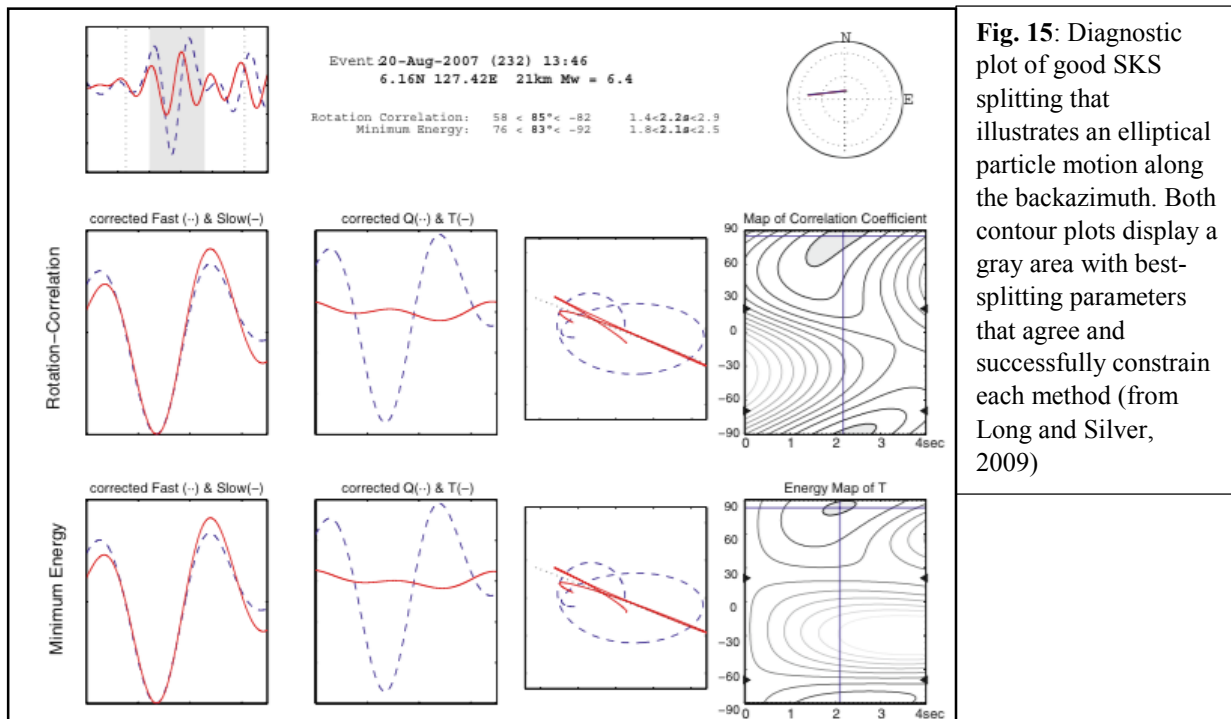 Event: 20-Aug-2007 (232) 13:46
6.16N 127.42E 21km Mw = 6.4
Rotation Correlation: 58 < 85°< -82 1.4<2.2s<2.9
Minimum Energy: 76 < 83°< -92 1.8<2.1s<2.5
N
E
Rotation-Correlation
corrected Fast (··) & Slow(-)
corrected Q(··) & T(-)
Map of Correlation Coefficient
90
60
30
0
-30
-60
-90
0 1 2 3 4sec
Minimum Energy
corrected Fast (··) & Slow(-)
corrected Q(··) & T(-)
Energy Map of T
90
60
30
0
-30
-60
-90
0 1 2 3 4sec
Fig. 15: Diagnostic
plot of good SKS
splitting that
illustrates an elliptical
particle motion along
the backazimuth. Both
contour plots display a
gray area with best-
splitting parameters
that agree and
successfully constrain
each method (from
Long and Silver,
2009)